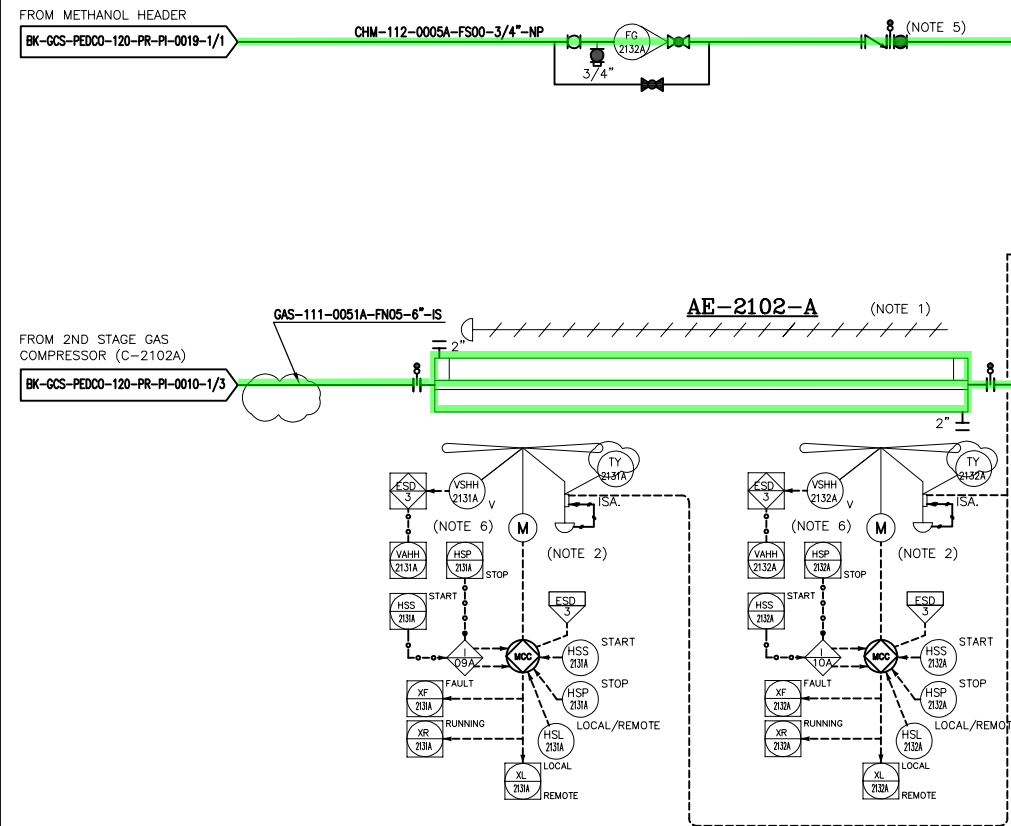 FROM METHANOL HEADER
BK-GCS-PEDCO-120-PR-PI-0019-1/1
CHM-112-0005A-FS00-3/4"-NP
FG
2132A
3/4"
8
(NOTE 5)
GAS-111-0051A-FN05-6"-IS
AE-2102-A
(NOTE 1)
FROM 2ND STAGE GAS
COMPRESSOR (C-2102A)
BK-GCS-PEDCO-120-PR-PI-0010-1/3
2"
8
8
2"
TY
2131A
ESD
3
VSHH
2131A
V
ISA.
(NOTE 6)
M
(NOTE 2)
VAHH
2131A
HSP
2131A
STOP
START
HSS
2131A
ESD
3
I
09A
MCC
START
HSS
2131A
FAULT
STOP
XF
2131A
HSP
2131A
RUNNING
LOCAL/REMOTE
XR
2131A
HSL
2131A
LOCAL
XL
2131A
REMOTE
TY
2132A
ESD
3
VSHH
2132A
V
ISA.
(NOTE 6)
M
(NOTE 2)
VAHH
2132A
HSP
2132A
STOP
START
HSS
2132A
ESD
3
I
10A
MCC
START
HSS
2132A
FAULT
STOP
XF
2132A
HSP
2132A
RUNNING
LOCAL/REMOT
XR
2132A
HSL
2132A
LOCAL
XL
2132A
REMOTE